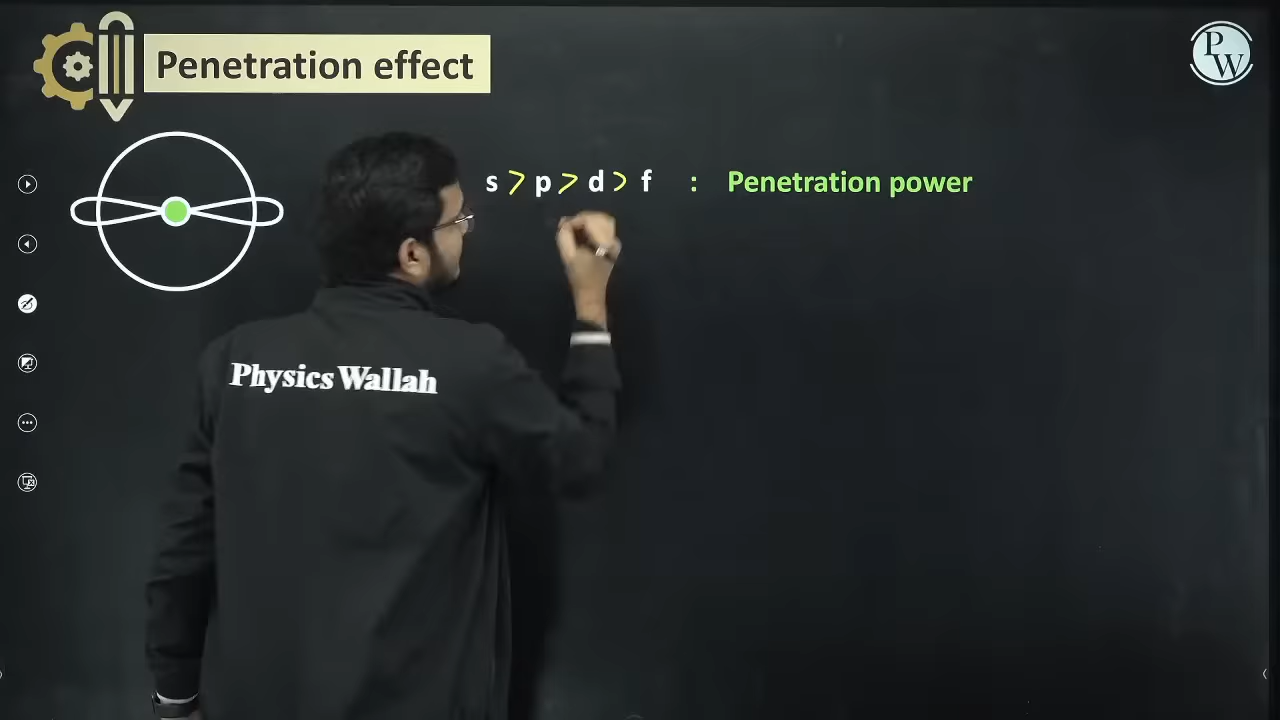 Penetration effect
PW
s > p > d > f : Penetration power
Physics Wallah